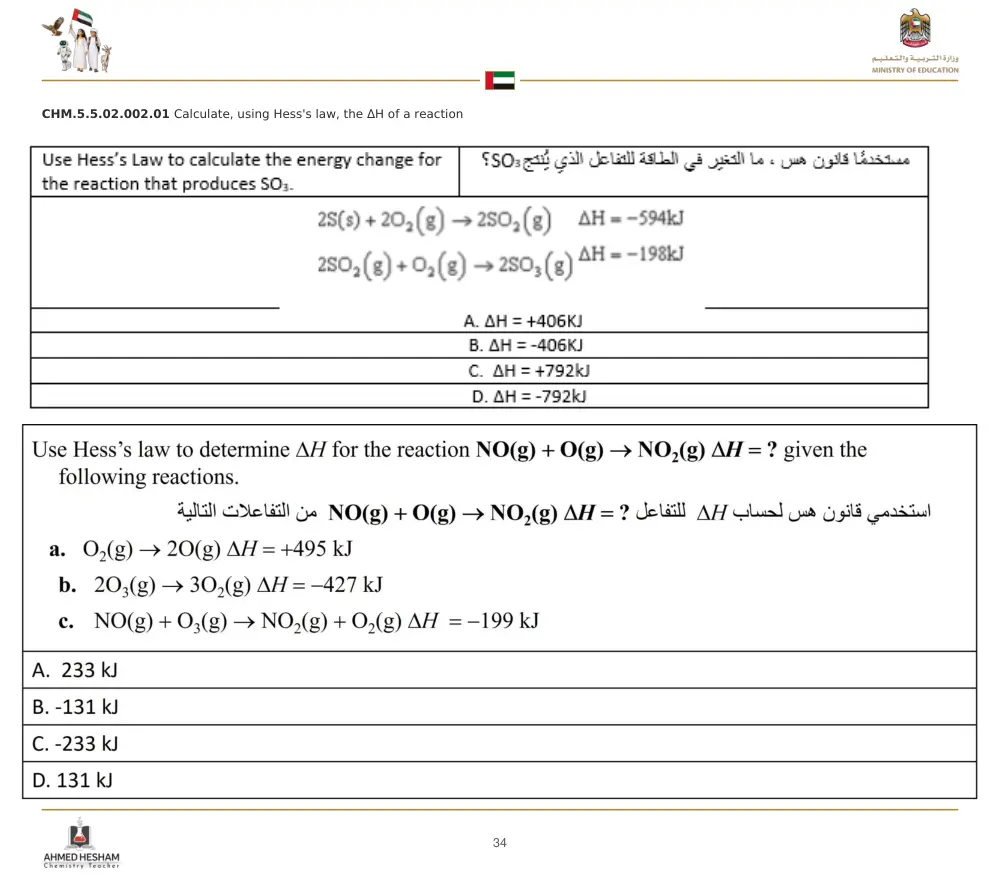 وزارة التربية والتعليم
MINISTRY OF EDUCATION
CHM.5.5.02.002.01 Calculate, using Hess's law, the ΔH of a reaction
Use Hess's Law to calculate the energy change for
the reaction that produces SO₃.
مستخدمًا قانون هس ، ما التغير في الطاقة للتفاعل الذي يُنتج SO₃؟
2S(s) + 2O₂(g) → 2SO₂(g) ΔH = −594kJ
2SO₂(g) + O₂(g) → 2SO₃(g) ΔH = −198kJ
A. ΔH = +406KJ
B. ΔH = -406KJ
C. ΔH = +792kJ
D. ΔH = -792kJ
Use Hess's law to determine ΔH for the reaction NO(g) + O(g) → NO₂(g) ΔH = ? given the
following reactions.
استخدمي قانون هس لحساب ΔH للتفاعل NO(g) + O(g) → NO₂(g) ΔH = ? من التفاعلات التالية
a. O₂(g) → 2O(g) ΔH = +495 kJ
b. 2O₃(g) → 3O₂(g) ΔH = −427 kJ
c. NO(g) + O₃(g) → NO₂(g) + O₂(g) ΔH = −199 kJ
A. 233 kJ
B. -131 kJ
C. -233 kJ
D. 131 kJ
AHMED HESHAM
Chemistry Teacher
34